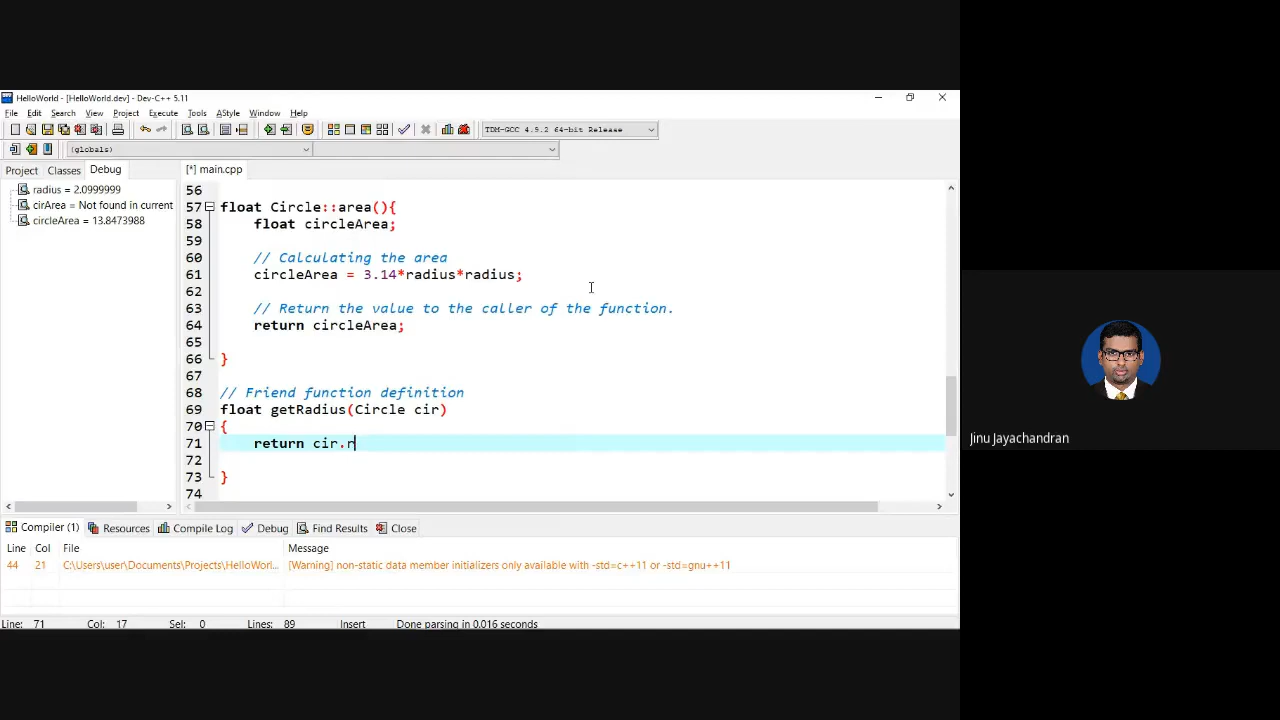 HelloWorld - [HelloWorld.dev] - Dev-C++ 5.11
File Edit Search View Project Execute Tools AStyle Window Help
TDM-GCC 4.9.2 64-bit Release
(globals)
Project Classes Debug
[*] main.cpp
radius = 2.0999999
cirArea = Not found in current
circleArea = 13.8473988
56
57 float Circle::area(){
58 float circleArea;
59
60 // Calculating the area
61 circleArea = 3.14*radius*radius;
62
63 // Return the value to the caller of the function.
64 return circleArea;
65
66 }
67
68 // Friend function definition
69 float getRadius(Circle cir)
70 {
71 return cir.r
72
73 }
74
Compiler (1) Resources Compile Log Debug Find Results Close
Line Col File Message
44 21 C:\Users\user\Documents\Projects\HelloWorl... [Warning] non-static data member initializers only available with -std=c++11 or -std=gnu++11
Line: 71 Col: 17 Sel: 0 Lines: 89 Insert Done parsing in 0.016 seconds
Jinu Jayachandran